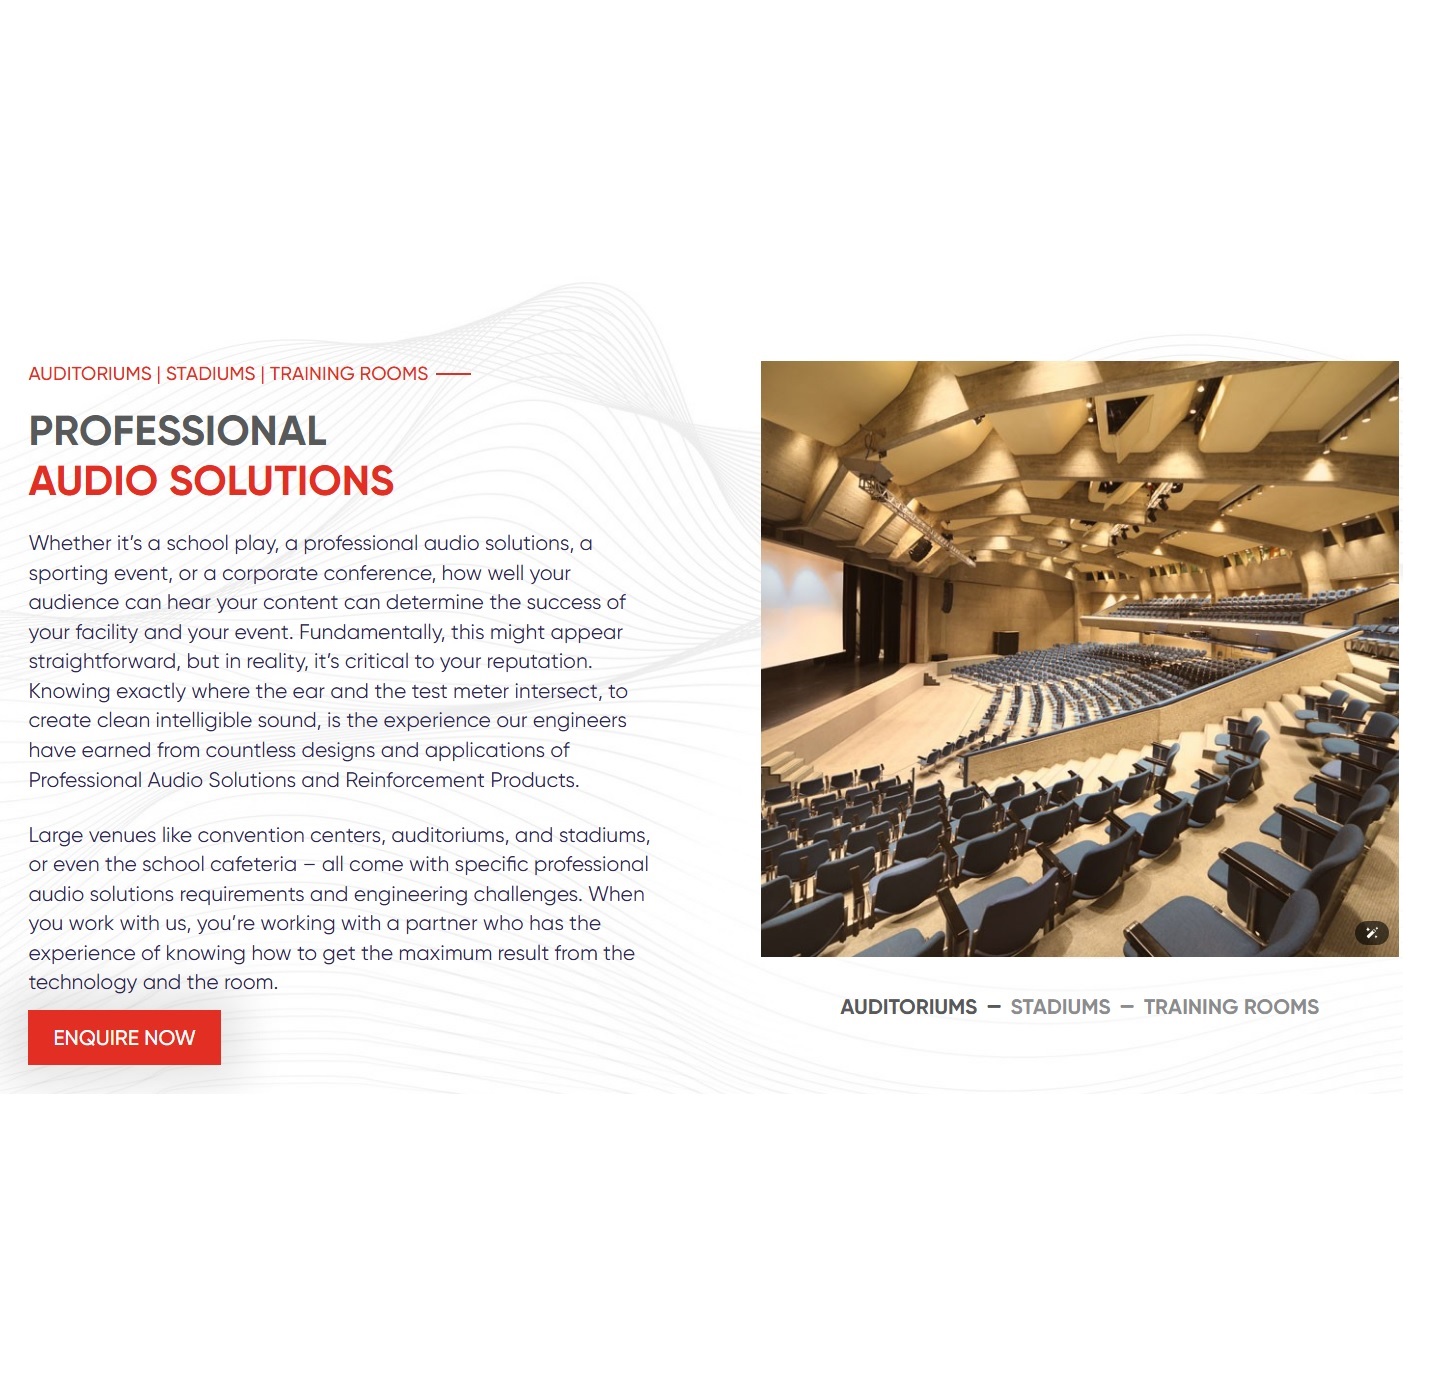 AUDITORIUMS | STADIUMS | TRAINING ROOMS
PROFESSIONAL
AUDIO SOLUTIONS
Whether it’s a school play, a professional audio solutions, a
sporting event, or a corporate conference, how well your
audience can hear your content can determine the success of
your facility and your event. Fundamentally, this might appear
straightforward, but in reality, it’s critical to your reputation.
Knowing exactly where the ear and the test meter intersect, to
create clean intelligible sound, is the experience our engineers
have earned from countless designs and applications of
Professional Audio Solutions and Reinforcement Products.
Large venues like convention centers, auditoriums, and stadiums,
or even the school cafeteria – all come with specific professional
audio solutions requirements and engineering challenges. When
you work with us, you’re working with a partner who has the
experience of knowing how to get the maximum result from the
technology and the room.
ENQUIRE NOW
AUDITORIUMS – STADIUMS – TRAINING ROOMS